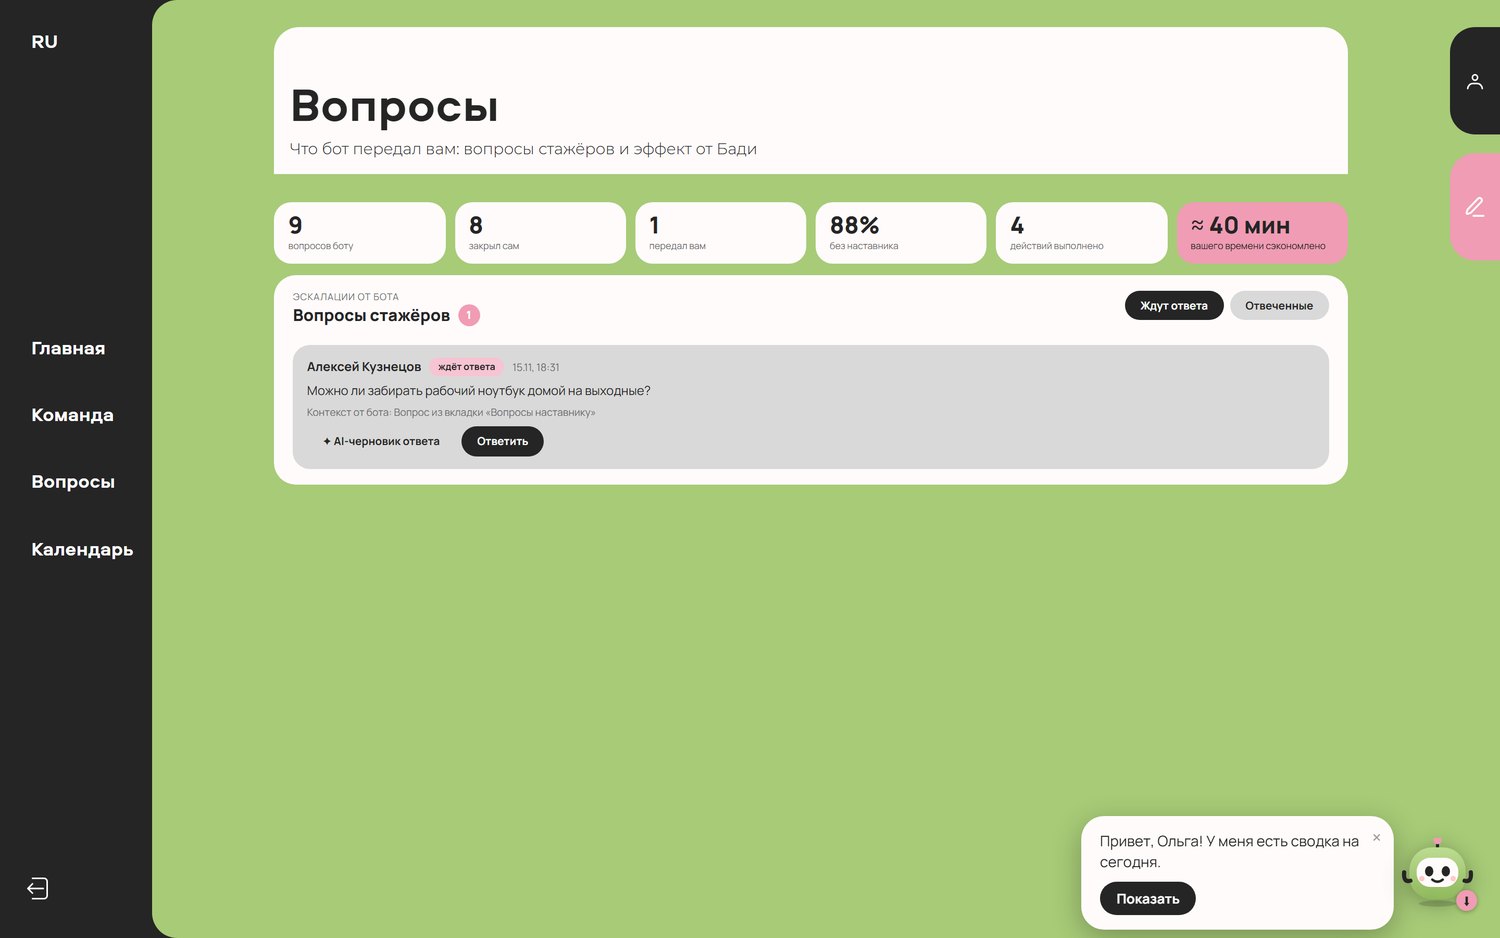 RU
Главная
Команда
Вопросы
Календарь
Вопросы
Что бот передал вам: вопросы стажёров и эффект от Бади
9
вопросов боту
8
закрыл сам
1
передал вам
88%
без наставника
4
действий выполнено
≈ 40 мин
вашего времени сэкономлено
ЭСКАЛАЦИИ ОТ БОТА
Вопросы стажёров 1
Ждут ответа
Отвеченные
Алексей Кузнецов ждёт ответа 15.11, 18:31
Можно ли забирать рабочий ноутбук домой на выходные?
Контекст от бота: Вопрос из вкладки «Вопросы наставнику»
✦ AI-черновик ответа Ответить
Привет, Ольга! У меня есть сводка на
сегодня.
Показать